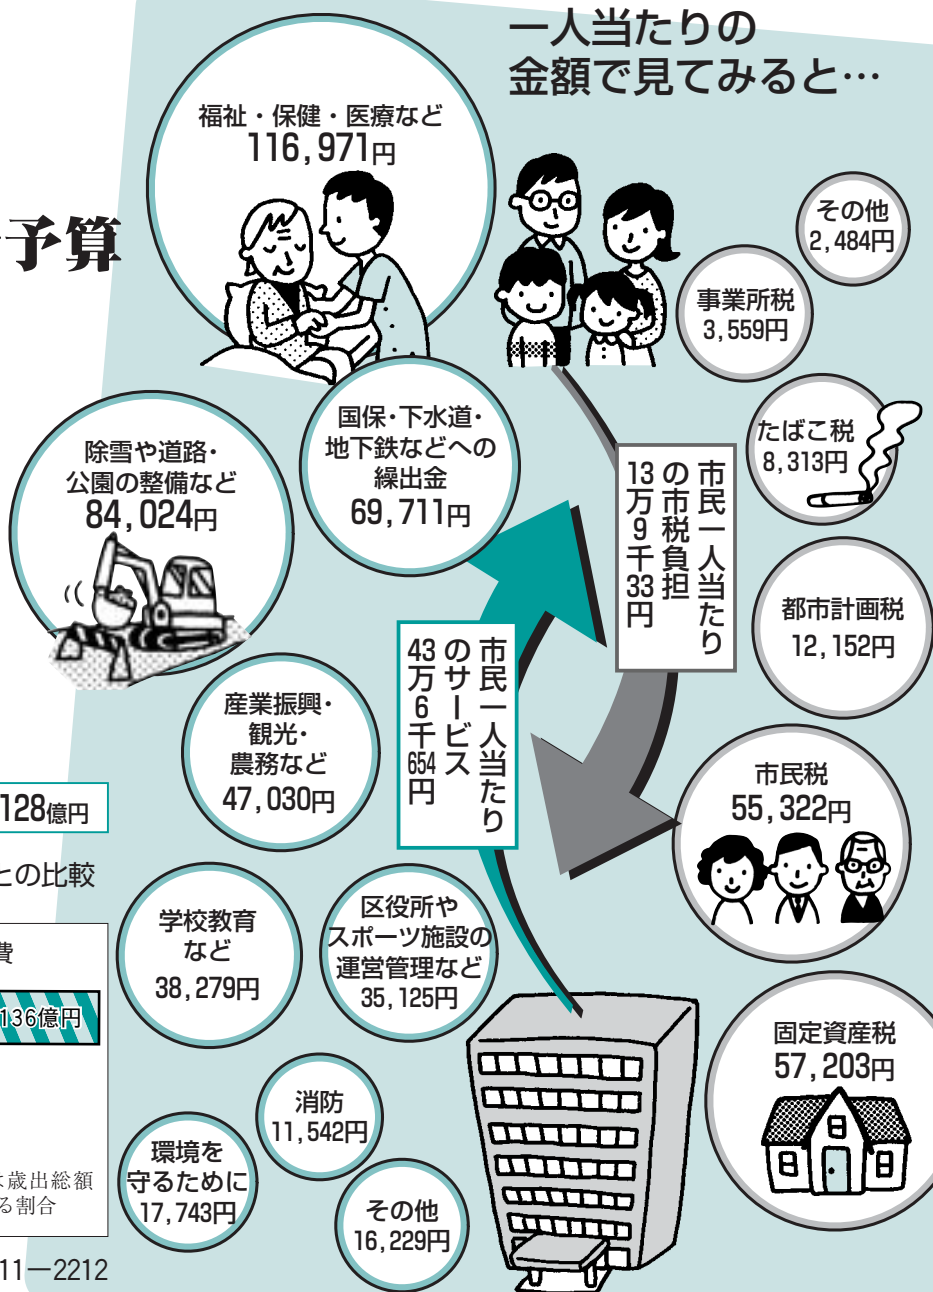 一人当たりの
金額で見てみると…
予算
福祉・保健・医療など
116,971円
その他
2,484円
事業所税
3,559円
たばこ税
8,313円
都市計画税
12,152円
市民税
55,322円
固定資産税
57,203円
市民一人当たり
の市税負担
13万9千33円
国保・下水道・
地下鉄などへの
繰出金
69,711円
除雪や道路・
公園の整備など
84,024円
市民一人当たり
のサービス
43万6千654円
産業振興・
観光・
農務など
47,030円
学校教育
など
38,279円
区役所や
スポーツ施設の
運営管理など
35,125円
消防
11,542円
環境を
守るために
17,743円
その他
16,229円
128億円
との比較
費
136億円
は歳出総額
る割合
11－2212